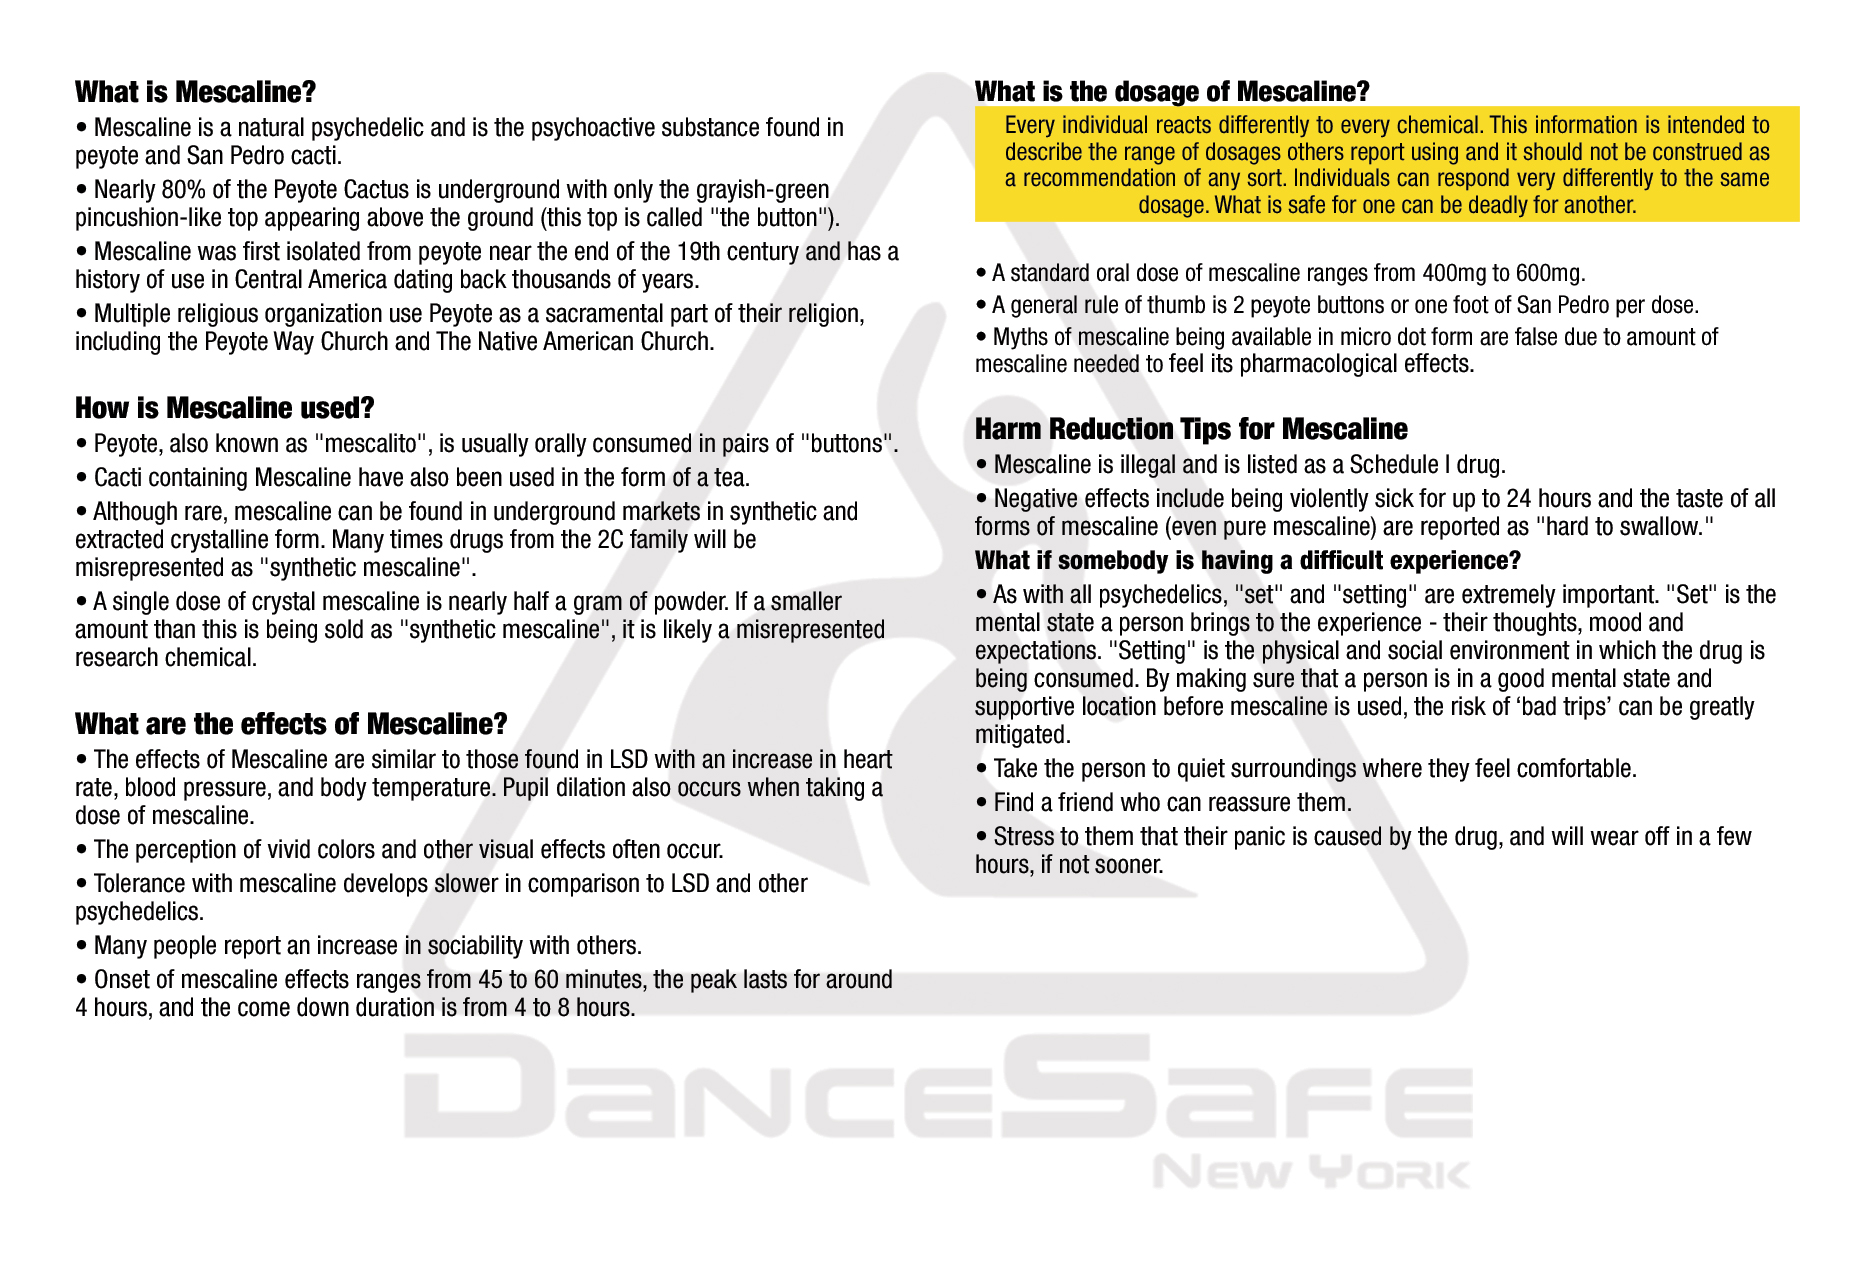 What is Mescaline?
• Mescaline is a natural psychedelic and is the psychoactive substance found in
peyote and San Pedro cacti.
• Nearly 80% of the Peyote Cactus is underground with only the grayish-green
pincushion-like top appearing above the ground (this top is called "the button").
• Mescaline was first isolated from peyote near the end of the 19th century and has a
history of use in Central America dating back thousands of years.
• Multiple religious organization use Peyote as a sacramental part of their religion,
including the Peyote Way Church and The Native American Church.
How is Mescaline used?
• Peyote, also known as "mescalito", is usually orally consumed in pairs of "buttons".
• Cacti containing Mescaline have also been used in the form of a tea.
• Although rare, mescaline can be found in underground markets in synthetic and
extracted crystalline form. Many times drugs from the 2C family will be
misrepresented as "synthetic mescaline".
• A single dose of crystal mescaline is nearly half a gram of powder. If a smaller
amount than this is being sold as "synthetic mescaline", it is likely a misrepresented
research chemical.
What are the effects of Mescaline?
• The effects of Mescaline are similar to those found in LSD with an increase in heart
rate, blood pressure, and body temperature. Pupil dilation also occurs when taking a
dose of mescaline.
• The perception of vivid colors and other visual effects often occur.
• Tolerance with mescaline develops slower in comparison to LSD and other
psychedelics.
• Many people report an increase in sociability with others.
• Onset of mescaline effects ranges from 45 to 60 minutes, the peak lasts for around
4 hours, and the come down duration is from 4 to 8 hours.
What is the dosage of Mescaline?
Every individual reacts differently to every chemical. This information is intended to
describe the range of dosages others report using and it should not be construed as
a recommendation of any sort. Individuals can respond very differently to the same
dosage. What is safe for one can be deadly for another.
• A standard oral dose of mescaline ranges from 400mg to 600mg.
• A general rule of thumb is 2 peyote buttons or one foot of San Pedro per dose.
• Myths of mescaline being available in micro dot form are false due to amount of
mescaline needed to feel its pharmacological effects.
Harm Reduction Tips for Mescaline
• Mescaline is illegal and is listed as a Schedule I drug.
• Negative effects include being violently sick for up to 24 hours and the taste of all
forms of mescaline (even pure mescaline) are reported as "hard to swallow."
What if somebody is having a difficult experience?
• As with all psychedelics, "set" and "setting" are extremely important. "Set" is the
mental state a person brings to the experience - their thoughts, mood and
expectations. "Setting" is the physical and social environment in which the drug is
being consumed. By making sure that a person is in a good mental state and
supportive location before mescaline is used, the risk of ‘bad trips’ can be greatly
mitigated.
• Take the person to quiet surroundings where they feel comfortable.
• Find a friend who can reassure them.
• Stress to them that their panic is caused by the drug, and will wear off in a few
hours, if not sooner.
DanceSafe
New York